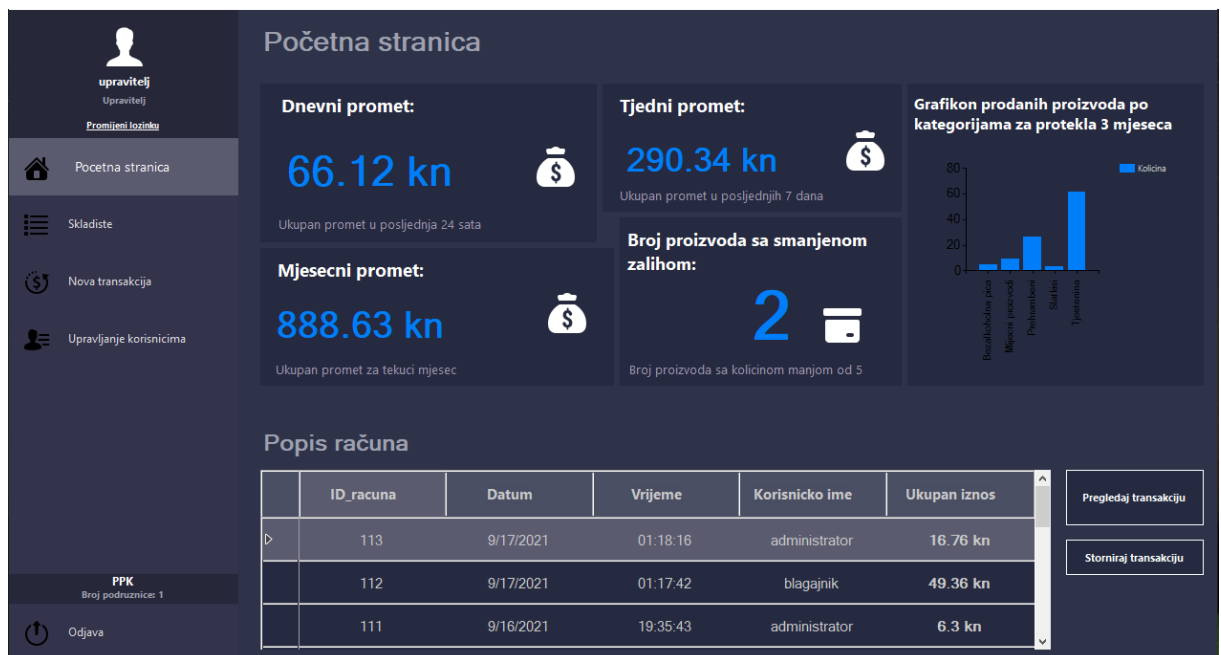 upravitelj
Upravitelj
Promijeni lozinku
Pocetna stranica
Skladiste
Nova transakcija
Upravljanje korisnicima
PPK
Broj podruznice: 1
Odjava
Početna stranica
Dnevni promet:
66.12 kn
Ukupan promet u posljednja 24 sata
Tjedni promet:
290.34 kn
Ukupan promet u posljednjih 7 dana
Mjesecni promet:
888.63 kn
Ukupan promet za tekuci mjesec
Broj proizvoda sa smanjenom
zalihom:
2
Broj proizvoda sa kolicinom manjom od 5
Grafikon prodanih proizvoda po
kategorijama za protekla 3 mjeseca
80
60
40
20
0
Kolicina
Bezalkoholna pica
Mlijecni proizvodi
Prehrambeni
Slatkisi
Tjestenina
Popis računa
ID_racuna Datum Vrijeme Korisnicko ime Ukupan iznos
113 9/17/2021 01:18:16 administrator 16.76 kn
112 9/17/2021 01:17:42 blagajnik 49.36 kn
111 9/16/2021 19:35:43 administrator 6.3 kn
Pregledaj transakciju
Storniraj transakciju